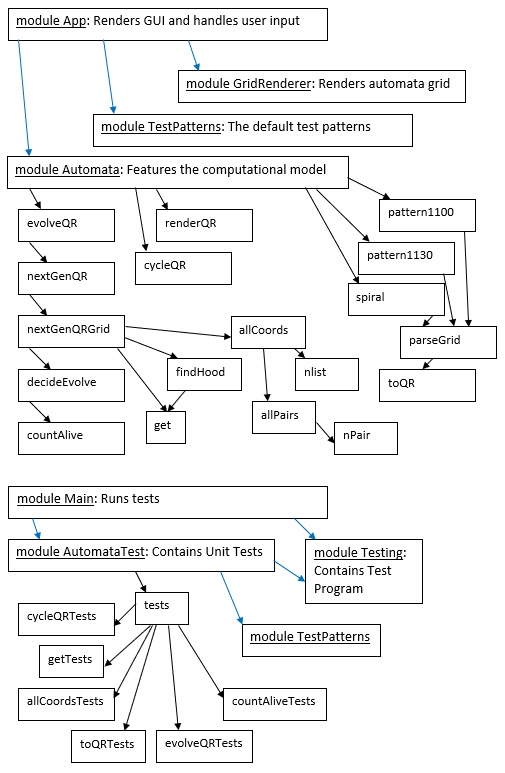 module App: Renders GUI and handles user input
module GridRenderer: Renders automata grid
module TestPatterns: The default test patterns
module Automata: Features the computational model
evolveQR
renderQR
pattern1100
cycleQR
pattern1130
nextGenQR
spiral
nextGenQRGrid
allCoords
parseGrid
decideEvolve
findHood
nlist
toQR
countAlive
get
allPairs
nPair
module Main: Runs tests
module AutomataTest: Contains Unit Tests
module Testing:
Contains Test
Program
tests
cycleQRTests
module TestPatterns
getTests
allCoordsTests
countAliveTests
toQRTests
evolveQRTests